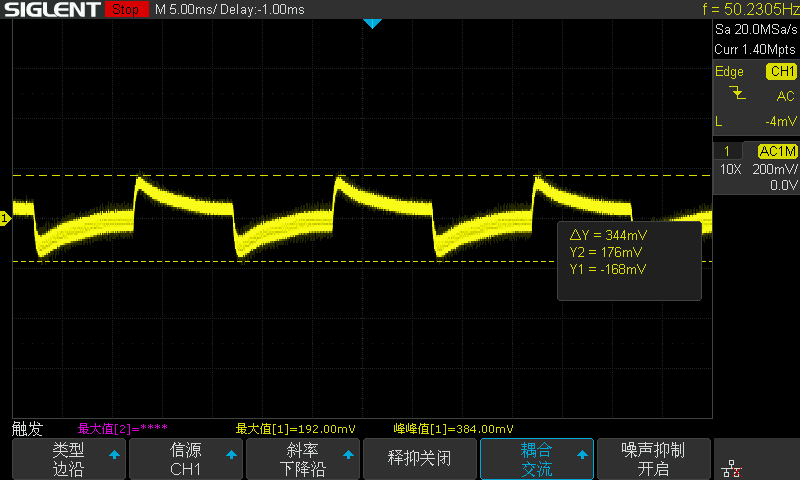 SIGLENT Stop M 5.00ms/ Delay:-1.00ms f = 50.2305Hz
Sa 20.0MSa/s
Curr 1.40Mpts
Edge CH1
AC
L -4mV
1 AC1M
10X 200mV/
0.0V
1
△Y = 344mV
Y2 = 176mV
Y1 = -168mV
触发 最大值[2]=**** 最大值[1]=192.00mV 峰峰值[1]=384.00mV
类型 信源 斜率 释抑关闭 耦合 噪声抑制
边沿 CH1 下降沿 交流 开启